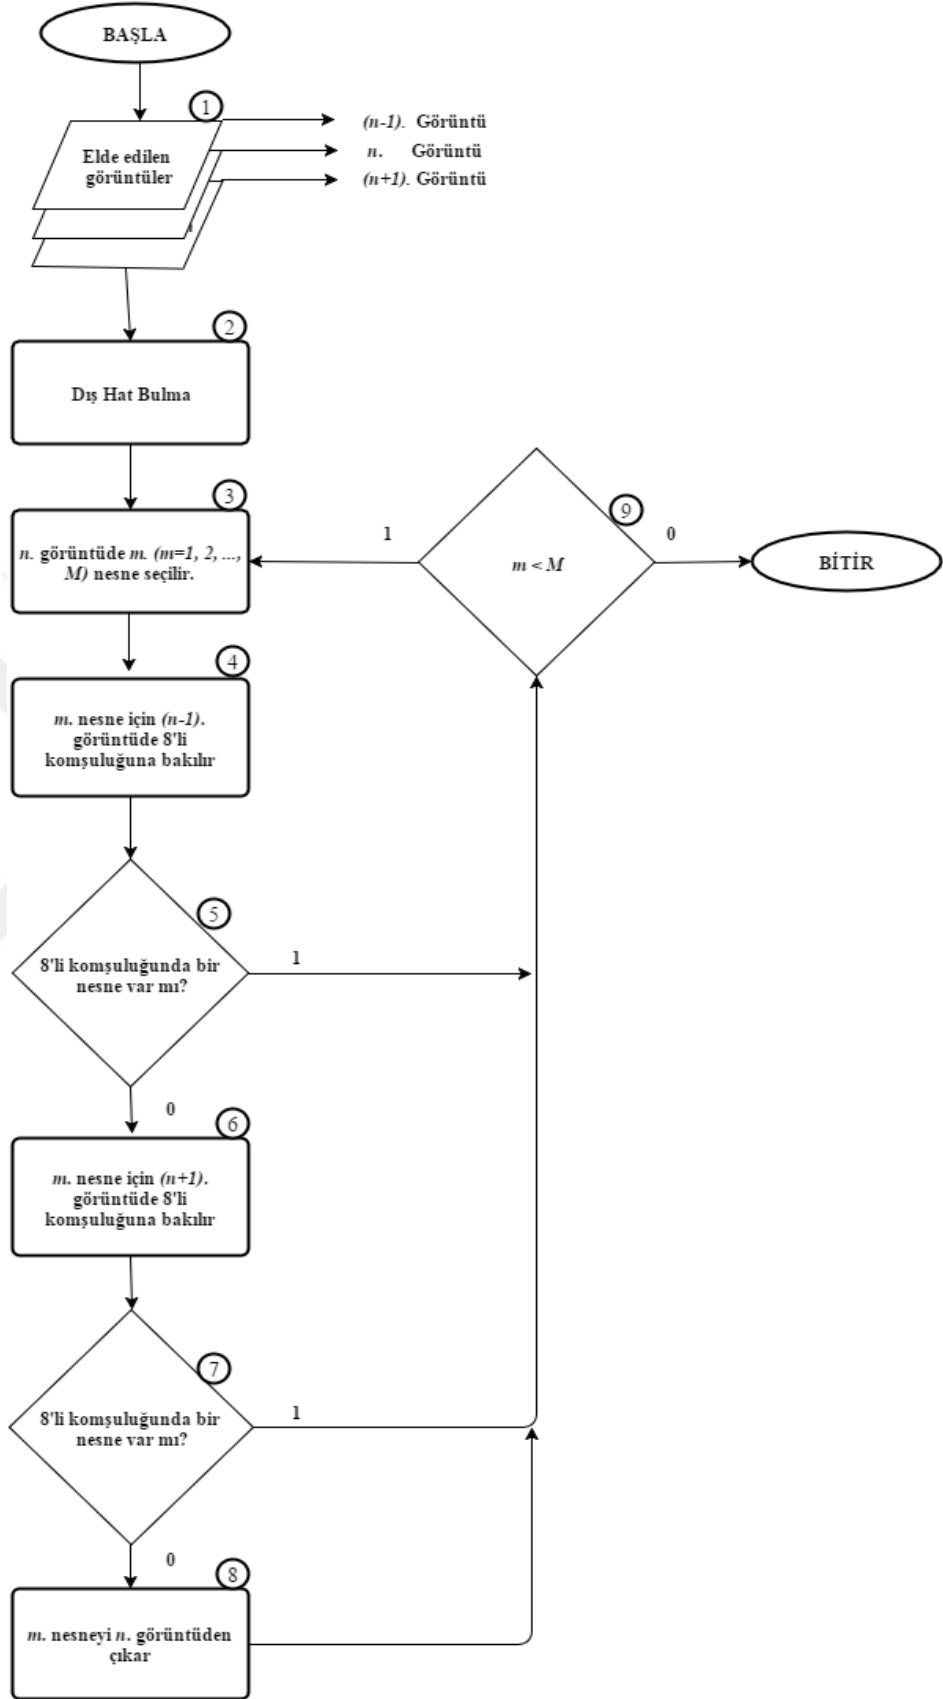 BAŞLA
1
(n-1). Görüntü
n. Görüntü
(n+1). Görüntü
Elde edilen
görüntüler
2
Dış Hat Bulma
3
n. görüntüde m. (m=1, 2, ...,
M) nesne seçilir.
1
9
m < M
0
BİTİR
4
m. nesne için (n-1).
görüntüde 8'li
komşuluğuna bakılır
5
8'li komşuluğunda bir
nesne var mı?
1
0
6
m. nesne için (n+1).
görüntüde 8'li
komşuluğuna bakılır
7
8'li komşuluğunda bir
nesne var mı?
1
0
8
m. nesneyi n. görüntüden
çıkar